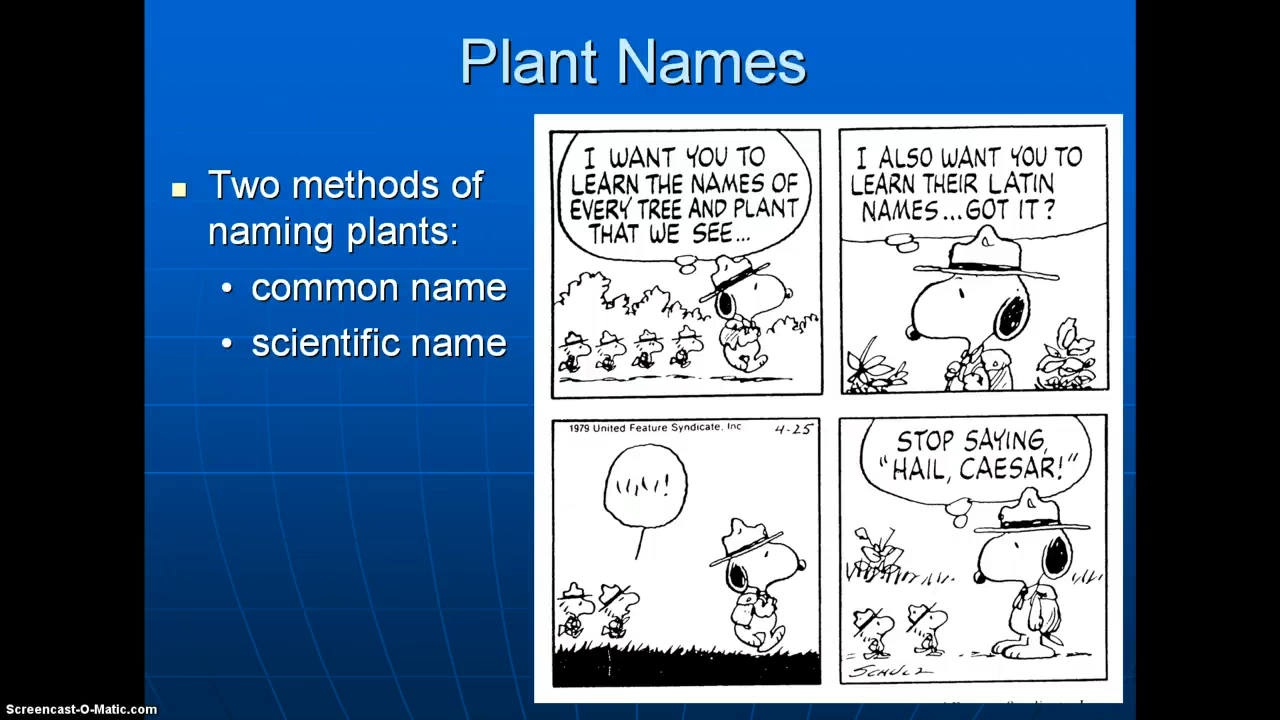 Plant Names
Two methods of
naming plants:
common name
scientific name
I WANT YOU TO
LEARN THE NAMES OF
EVERY TREE AND PLANT
THAT WE SEE...
I ALSO WANT YOU TO
LEARN THEIR LATIN
NAMES...GOT IT?
1979 United Feature Syndicate, Inc
4-25
STOP SAYING,
"HAIL, CAESAR!"
SCHULZ
Screencast-O-Matic.com